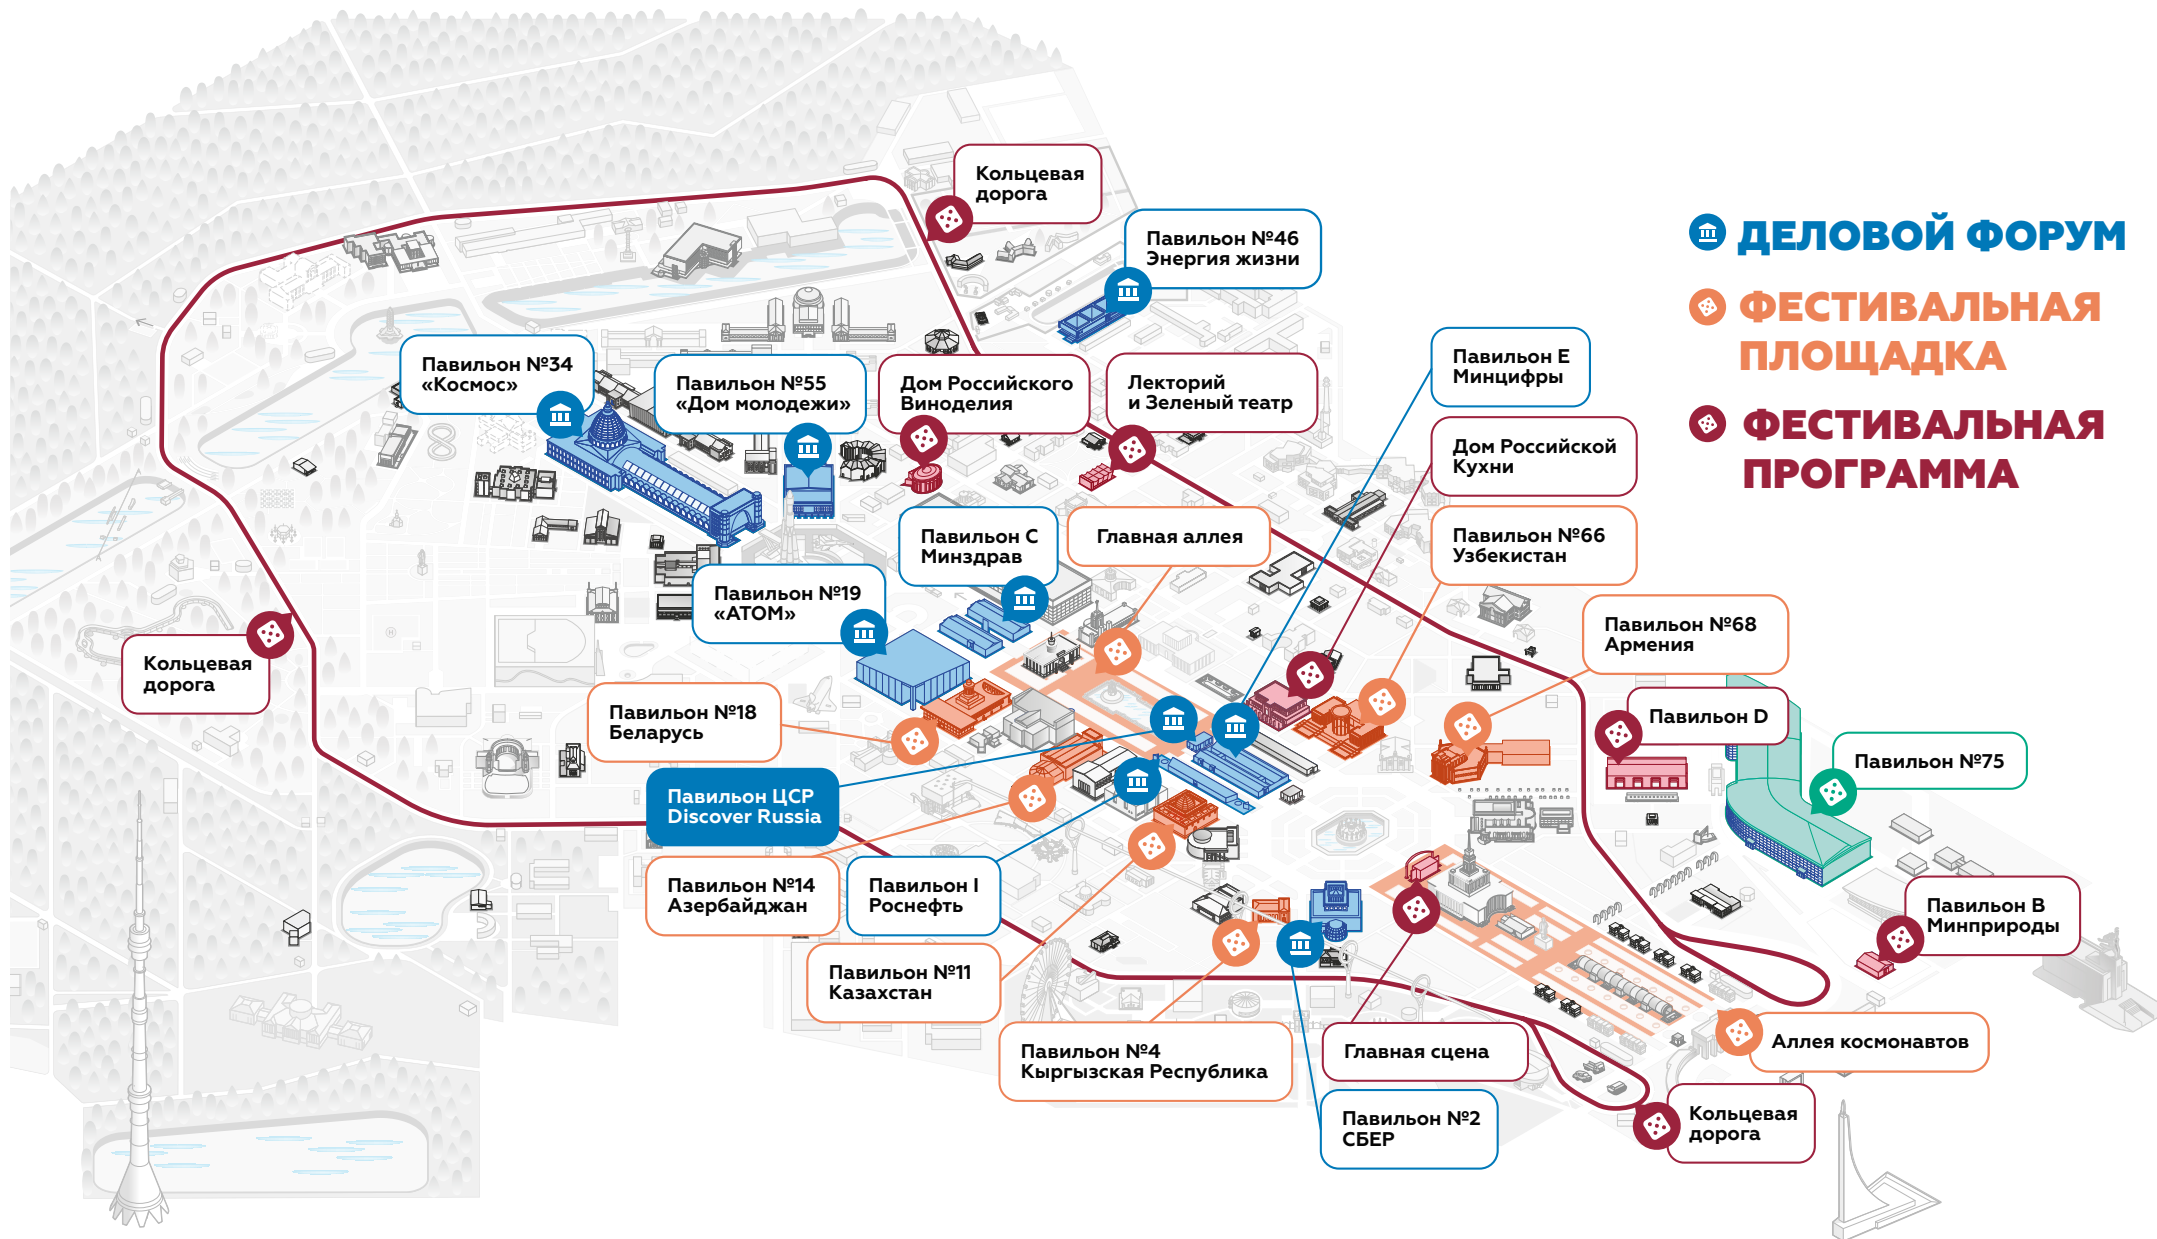 Кольцевая
дорога
Павильон №46
Энергия жизни
ДЕЛОВОЙ ФОРУМ
ФЕСТИВАЛЬНАЯ
ПЛОЩАДКА
ФЕСТИВАЛЬНАЯ
ПРОГРАММА
Павильон №34
«Космос»
Павильон №55
«Дом молодежи»
Дом Российского
Виноделия
Лекторий
и Зеленый театр
Павильон Е
Минцифры
Дом Российской
Кухни
Павильон С
Минздрав
Главная аллея
Павильон №66
Узбекистан
Павильон №19
«АТОМ»
Павильон №68
Армения
Кольцевая
дорога
Павильон №18
Беларусь
Павильон D
Павильон №75
Павильон ЦСР
Discover Russia
Павильон №14
Азербайджан
Павильон I
Роснефть
Павильон В
Минприроды
Павильон №11
Казахстан
Павильон №4
Кыргызская Республика
Главная сцена
Аллея космонавтов
Павильон №2
СБЕР
Кольцевая
дорога